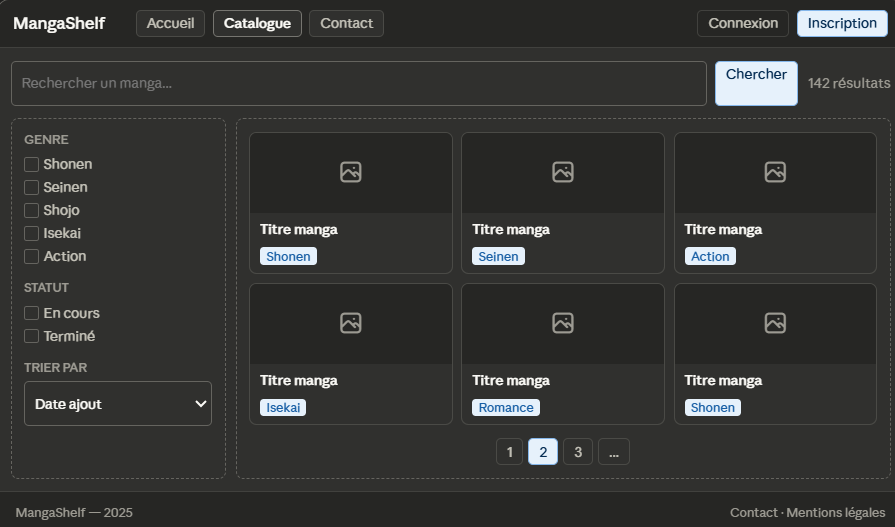 MangaShelf Accueil Catalogue Contact Connexion Inscription
Rechercher un manga... Chercher 142 résultats
GENRE
Shonen
Seinen
Shojo
Isekai
Action
STATUT
En cours
Terminé
TRIER PAR
Date ajout
Titre manga Titre manga Titre manga
Shonen Seinen Action
Titre manga Titre manga Titre manga
Isekai Romance Shonen
1 2 3 ...
MangaShelf — 2025 Contact · Mentions légales